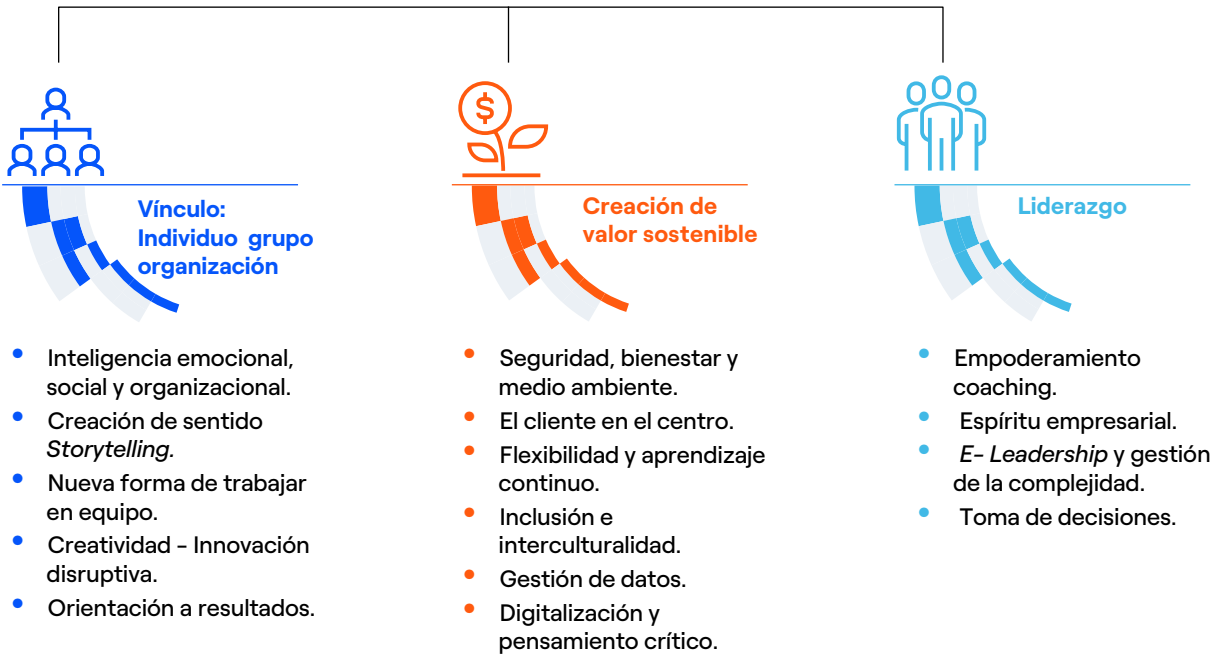 $
Vínculo:
Individuo grupo
organización
Inteligencia emocional,
social y organizacional.
Creación de sentido
Storytelling.
Nueva forma de trabajar
en equipo.
Creatividad - Innovación
disruptiva.
Orientación a resultados.
Creación de
valor sostenible
Seguridad, bienestar y
medio ambiente.
El cliente en el centro.
Flexibilidad y aprendizaje
continuo.
Inclusión e
interculturalidad.
Gestión de datos.
Digitalización y
pensamiento crítico.
Liderazgo
Empoderamiento
coaching.
Espíritu empresarial.
E- Leadership y gestión
de la complejidad.
Toma de decisiones.